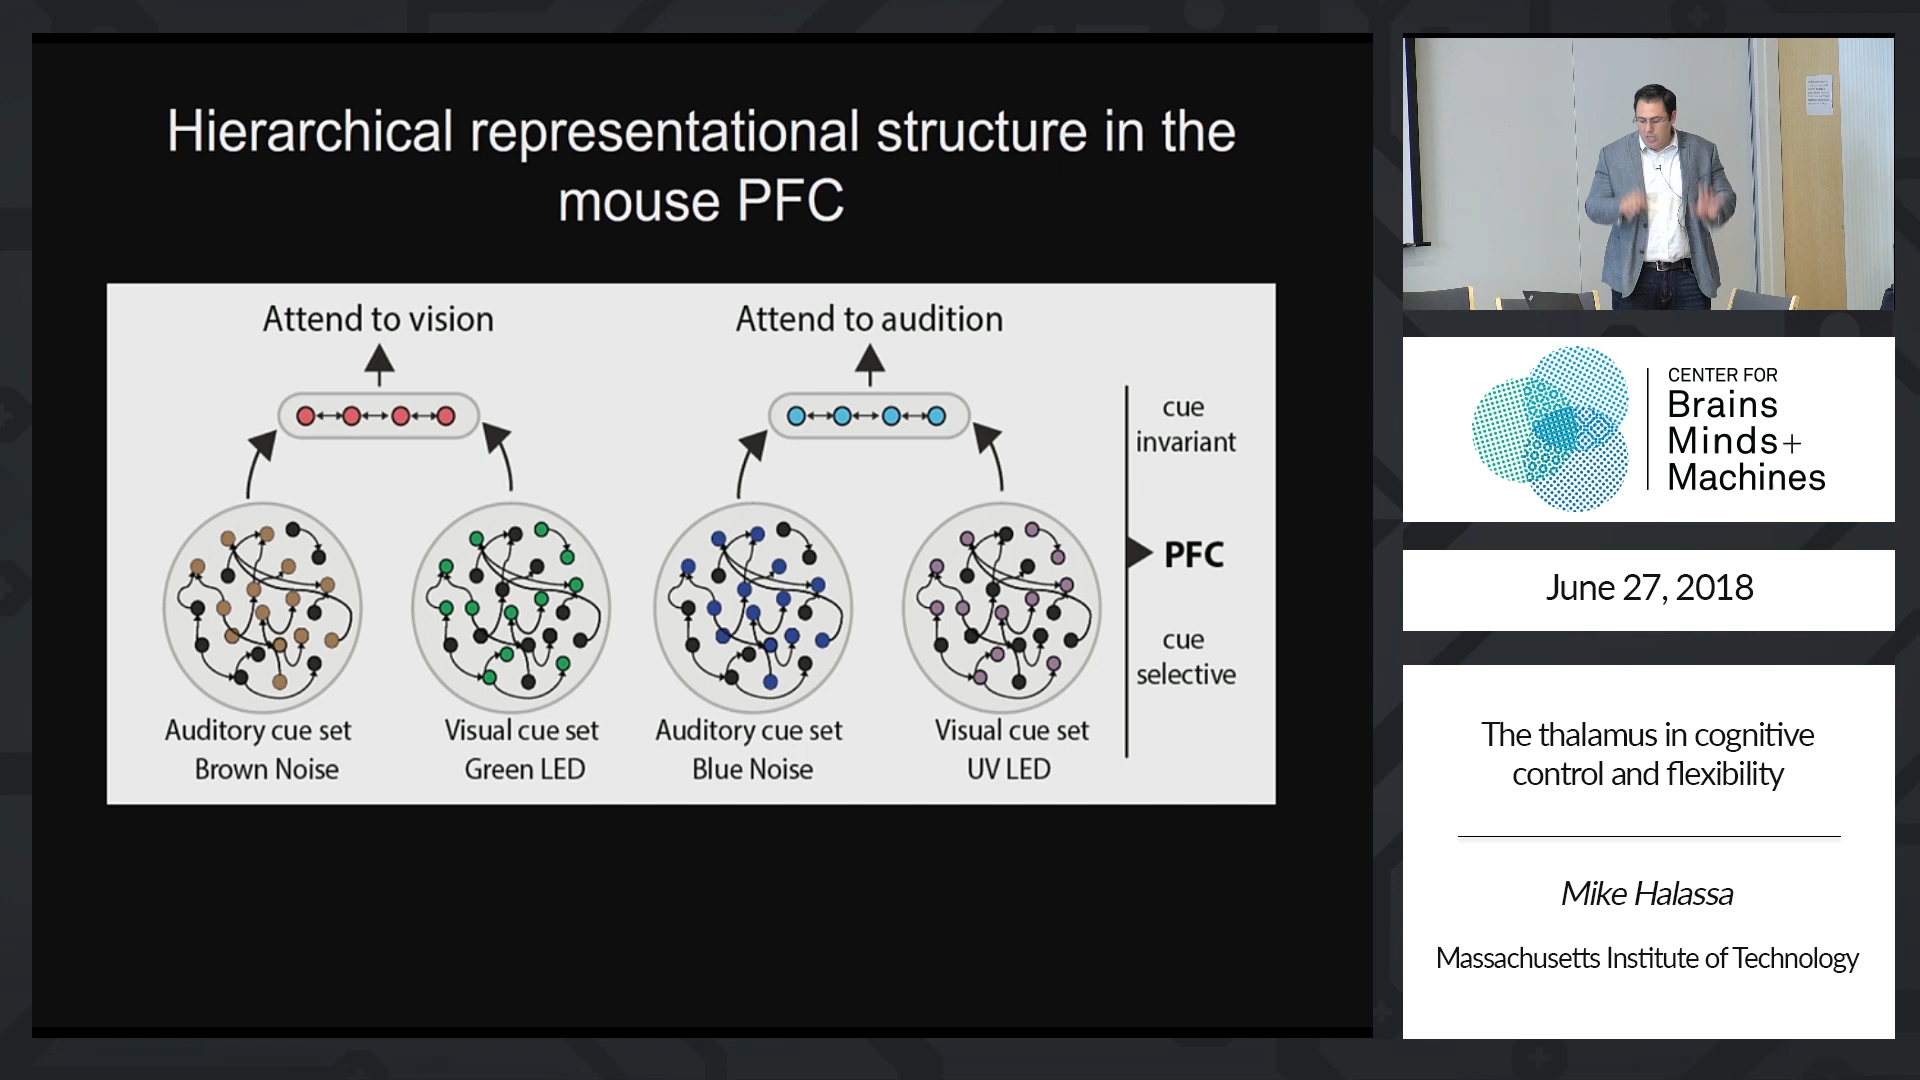 Hierarchical representational structure in the
mouse PFC
Attend to vision
Attend to audition
cue
invariant
PFC
cue
selective
Auditory cue set
Brown Noise
Visual cue set
Green LED
Auditory cue set
Blue Noise
Visual cue set
UV LED
CENTER FOR
Brains
Minds+
Machines
June 27, 2018
The thalamus in cognitive
control and flexibility
Mike Halassa
Massachusetts Institute of Technology